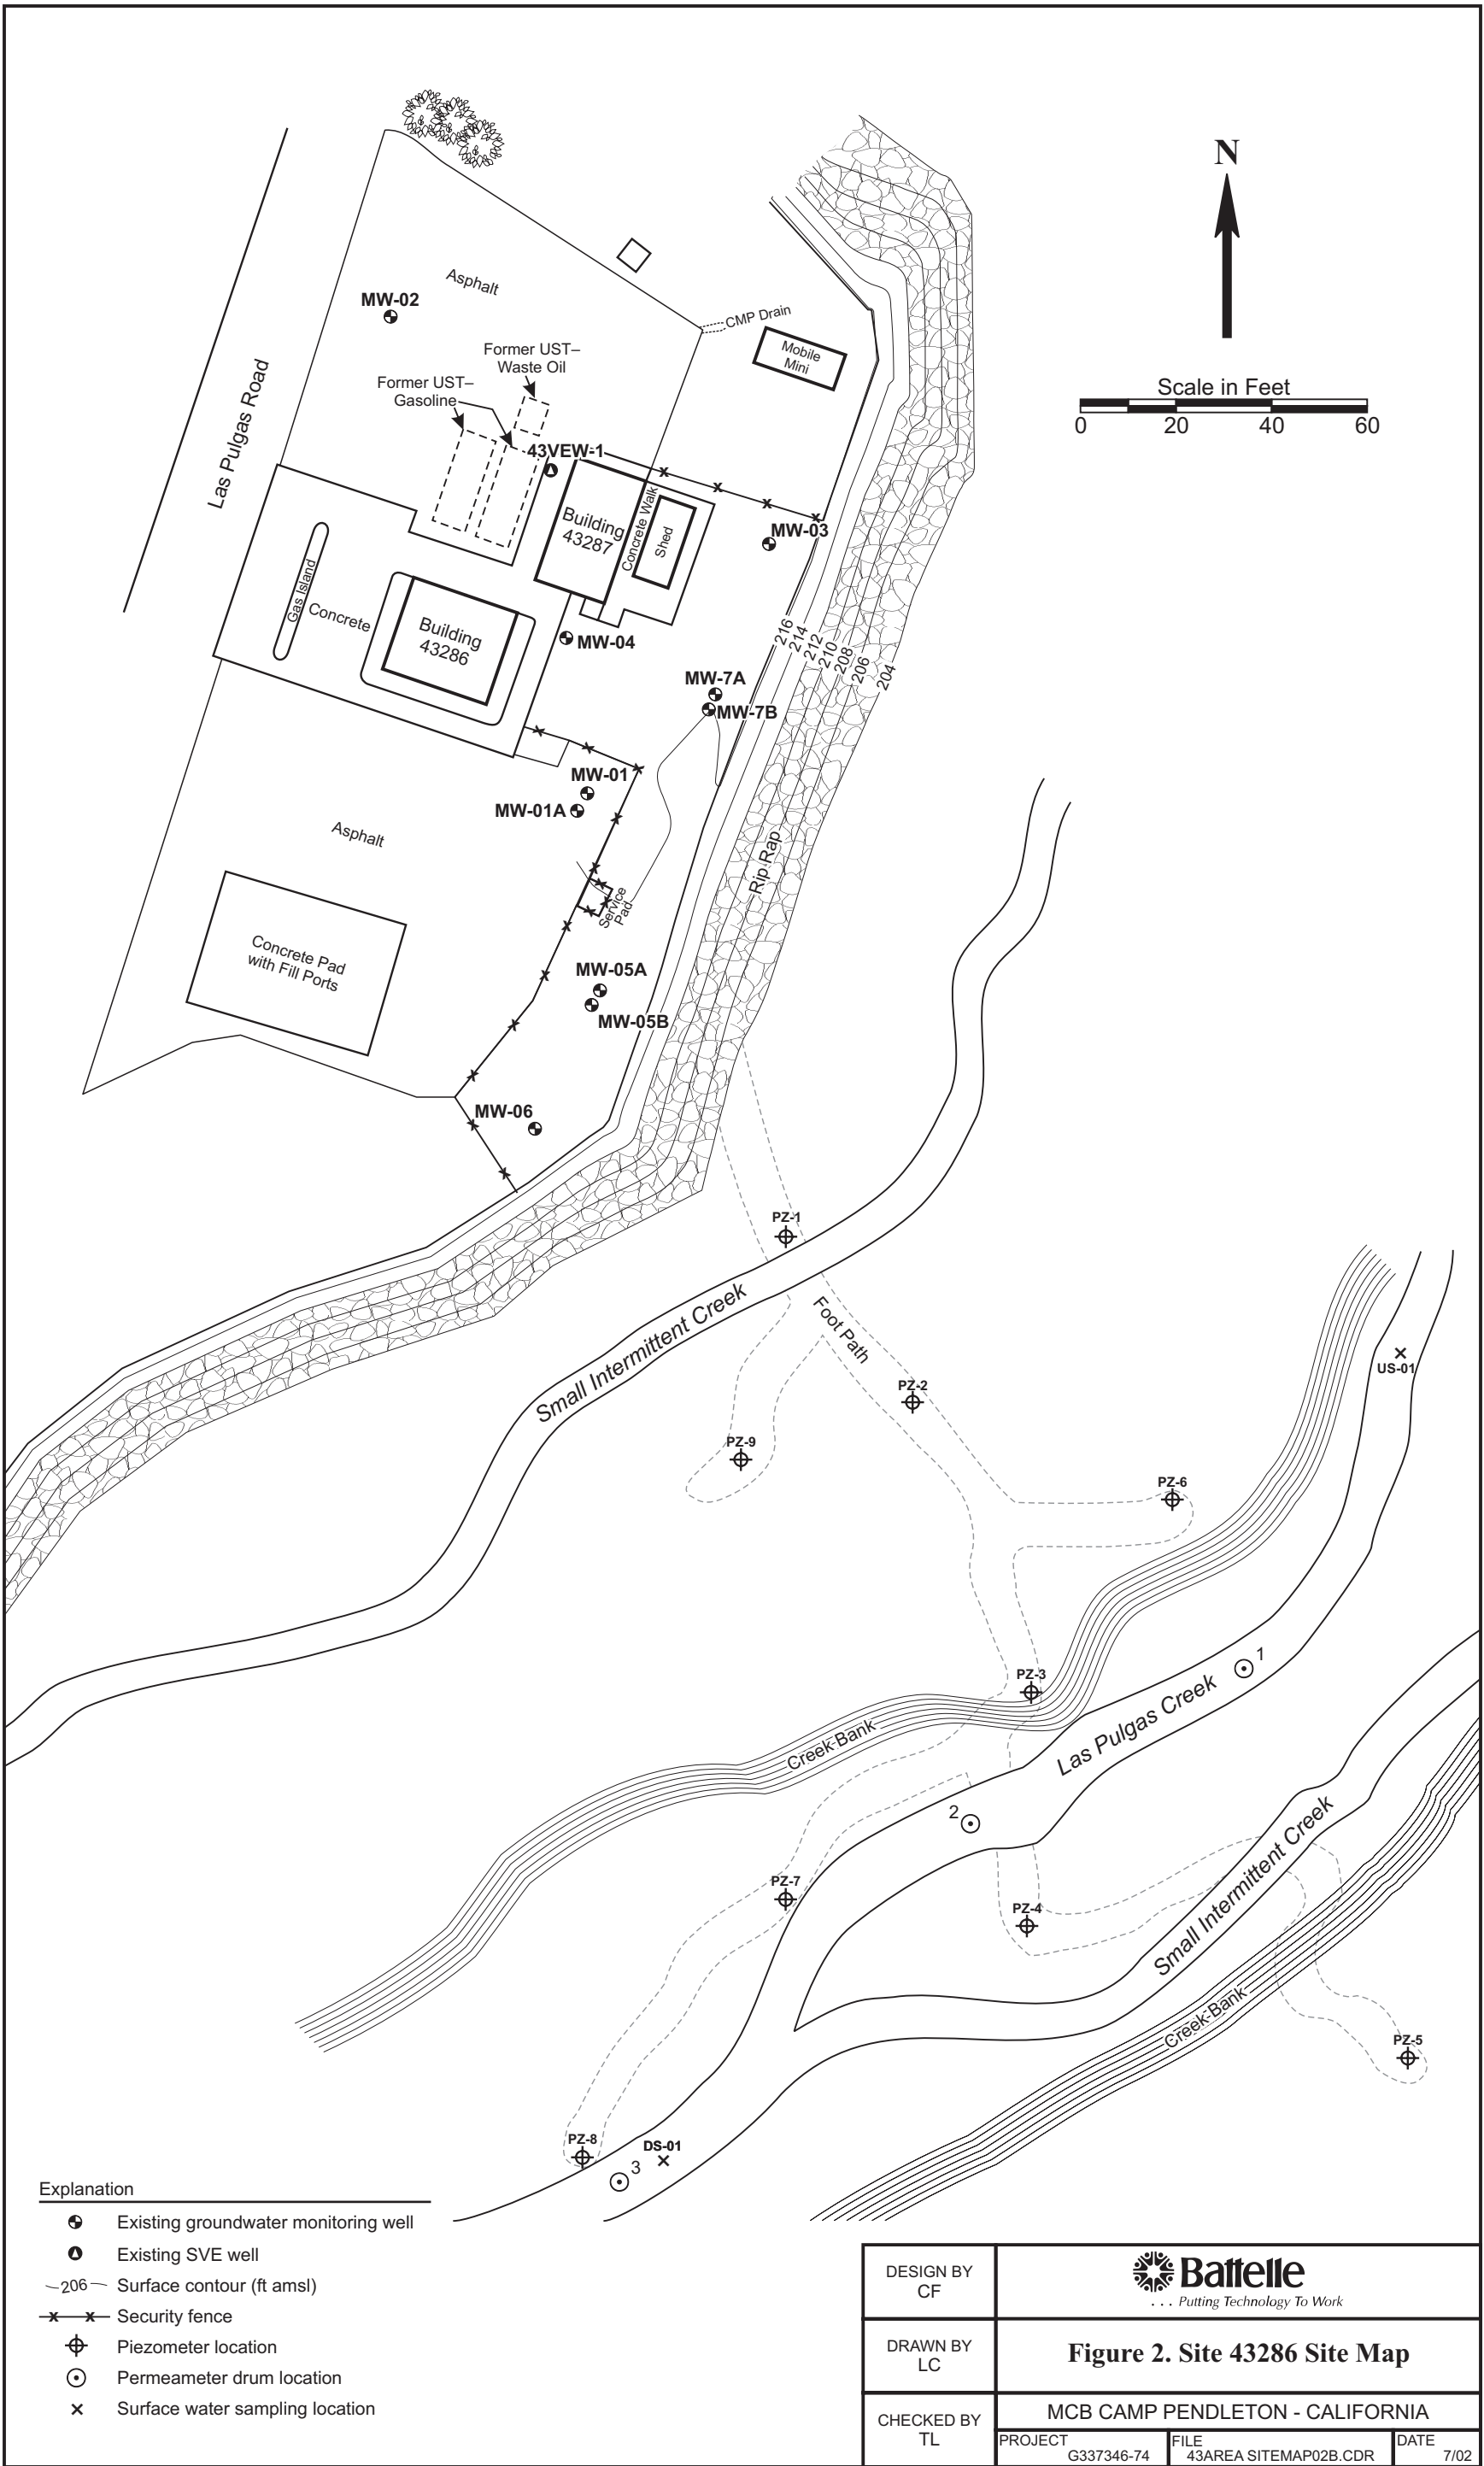 N
Scale in Feet
0 20 40 60
Las Pulgas Road
Asphalt
MW-02
CMP Drain
Mobile
Mini
Former UST–
Waste Oil
Former UST–
Gasoline
43VEW-1
Building
43287
Concrete Walk
Shed
MW-03
Gas Island
Concrete
Building
43286
MW-04
216
214
212
210
208
206
204
MW-7A
MW-7B
MW-01
MW-01A
Asphalt
Rip Rap
Service
Pad
Concrete Pad
with Fill Ports
MW-05A
MW-05B
MW-06
PZ-1
Small Intermittent Creek
Foot Path
US-01
PZ-2
PZ-9
PZ-6
1
PZ-3
Las Pulgas Creek
Creek Bank
2
Small Intermittent Creek
PZ-7
PZ-4
Creek Bank
PZ-5
PZ-8
DS-01
3
Explanation
Existing groundwater monitoring well
Existing SVE well
206 Surface contour (ft amsl)
x x Security fence
Piezometer location
Permeameter drum location
x Surface water sampling location
DESIGN BY
CF
Battelle
. . . Putting Technology To Work
DRAWN BY
LC
Figure 2. Site 43286 Site Map
CHECKED BY
TL
MCB CAMP PENDLETON - CALIFORNIA
PROJECT
G337346-74
FILE
43AREA SITEMAP02B.CDR
DATE
7/02